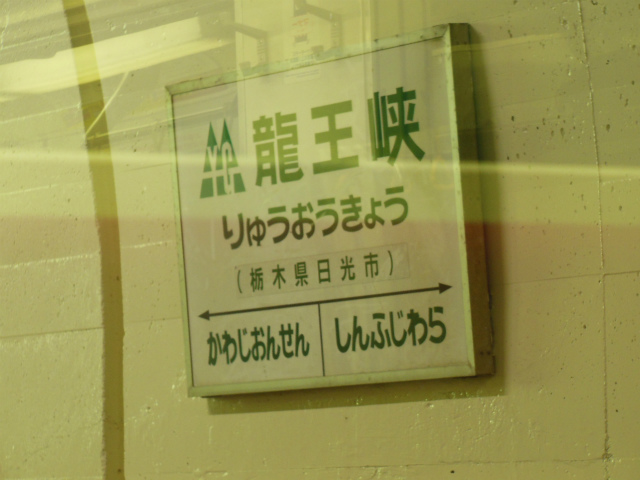 龍王峡
りゅうおうきょう
(栃木県日光市)
かわじおんせん しんふじわら